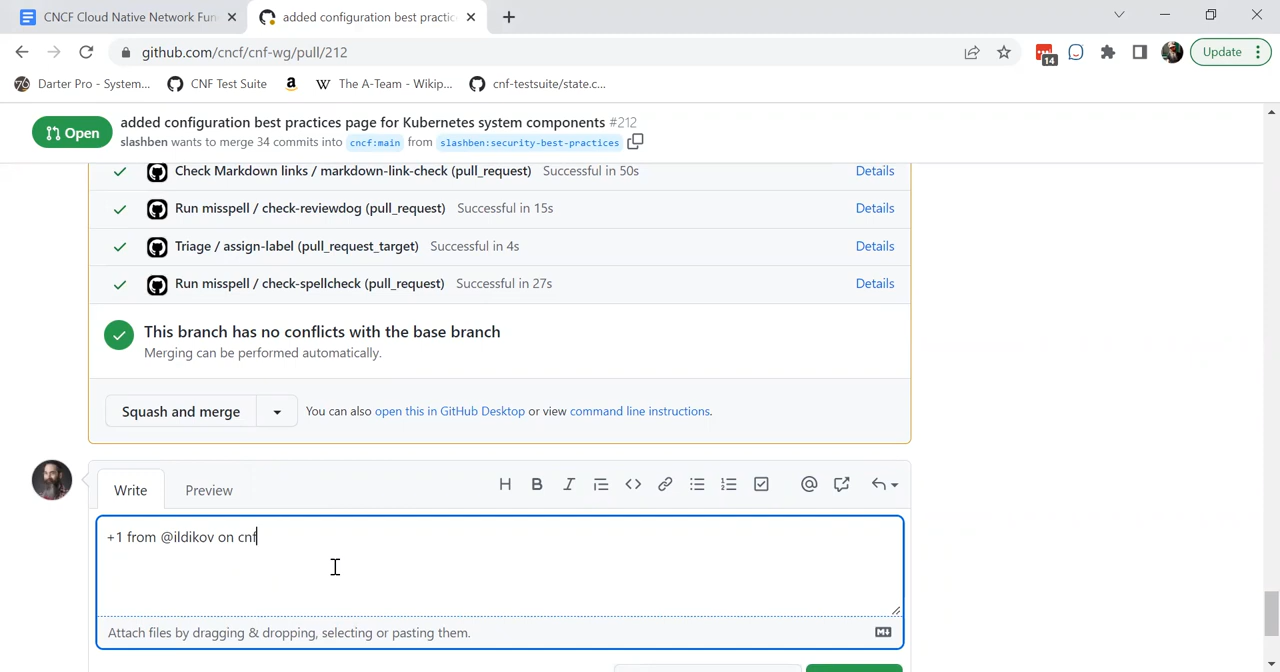 CNCF Cloud Native Network Fun
added configuration best practic
github.com/cncf/cnf-wg/pull/212
14
Update
Darter Pro - System...
CNF Test Suite
The A-Team - Wikip...
cnf-testsuite/state.c...
Open
added configuration best practices page for Kubernetes system components #212
slashben wants to merge 34 commits into cncf:main from slashben:security-best-practices
Check Markdown links / markdown-link-check (pull_request) Successful in 50s Details
Run misspell / check-reviewdog (pull_request) Successful in 15s Details
Triage / assign-label (pull_request_target) Successful in 4s Details
Run misspell / check-spellcheck (pull_request) Successful in 27s Details
This branch has no conflicts with the base branch
Merging can be performed automatically.
Squash and merge
You can also open this in GitHub Desktop or view command line instructions.
Write
Preview
+1 from @ildikov on cnf
Attach files by dragging & dropping, selecting or pasting them.